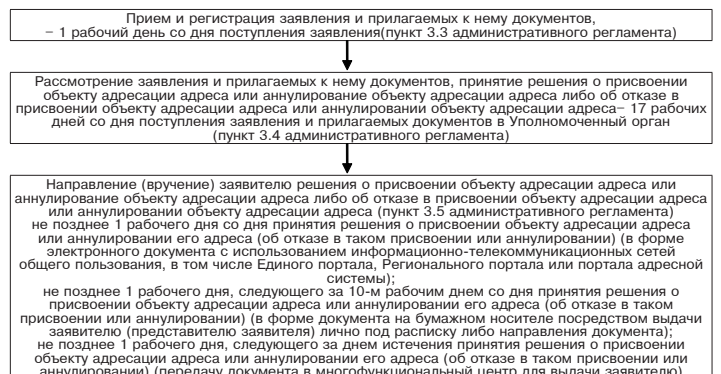 Прием и регистрация заявления и прилагаемых к нему документов,
– 1 рабочий день со дня поступления заявления(пункт 3.3 административного регламента)
Рассмотрение заявления и прилагаемых к нему документов, принятие решения о присвоении
объекту адресации адреса или аннулирование объекту адресации адреса либо об отказе в
присвоении объекту адресации адреса или аннулировании объекту адресации адреса– 17 рабочих
дней со дня поступления заявления и прилагаемых документов в Уполномоченный орган
(пункт 3.4 административного регламента)
Направление (вручение) заявителю решения о присвоении объекту адресации адреса или
аннулирование объекту адресации адреса либо об отказе в присвоении объекту адресации адреса
или аннулировании объекту адресации адреса (пункт 3.5 административного регламента)
не позднее 1 рабочего дня со дня принятия решения о присвоении объекту адресации адреса
или аннулировании его адреса (об отказе в таком присвоении или аннулировании) (в форме
электронного документа с использованием информационно-телекоммуникационных сетей
общего пользования, в том числе Единого портала, Регионального портала или портала адресной
системы);
не позднее 1 рабочего дня, следующего за 10-м рабочим днем со дня принятия решения о
присвоении объекту адресации адреса или аннулировании его адреса (об отказе в таком
присвоении или аннулировании) (в форме документа на бумажном носителе посредством выдачи
заявителю (представителю заявителя) лично под расписку либо направления документа);
не позднее 1 рабочего дня, следующего за днем истечения принятия решения о присвоении
объекту адресации адреса или аннулировании его адреса (об отказе в таком присвоении или
аннулировании) (передачу документа в многофункциональный центр для выдачи заявителю)